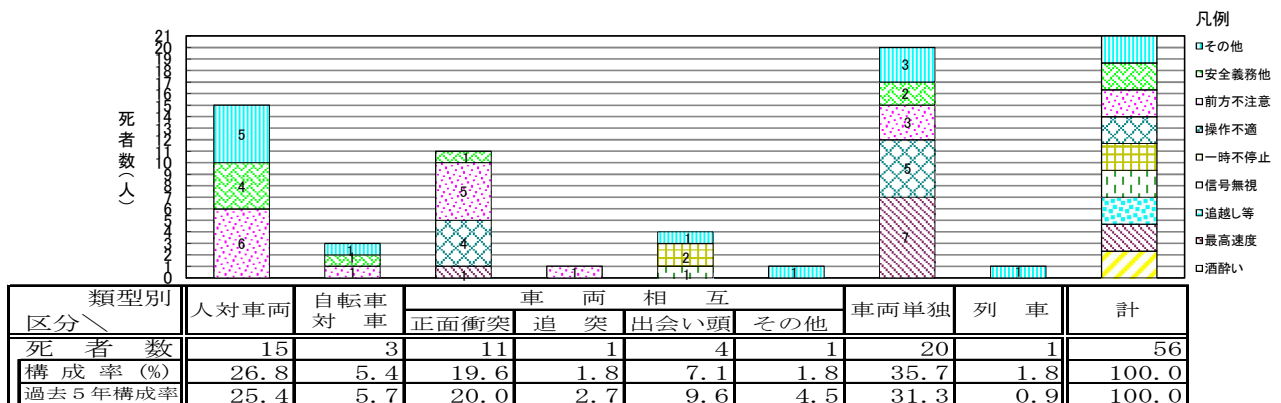 凡例
その他
安全義務他
前方不注意
操作不適
一時不停止
信号無視
追越し等
最高速度
酒酔い
死者数(人)
21
20
19
18
17
16
15
14
13
12
11
10
9
8
7
6
5
4
3
2
1
0
5
4
6
1
1
1
1
5
4
1
1
1
2
1
1
3
2
3
5
7
1
類型別 人対車両 自転車対車 車両相互 車両単独 列車 計
区分＼ 正面衝突 追突 出会い頭 その他
死者数 15 3 11 1 4 1 20 1 56
構成率(%) 26.8 5.4 19.6 1.8 7.1 1.8 35.7 1.8 100.0
過去5年構成率 25.4 5.7 20.0 2.7 9.6 4.5 31.3 0.9 100.0